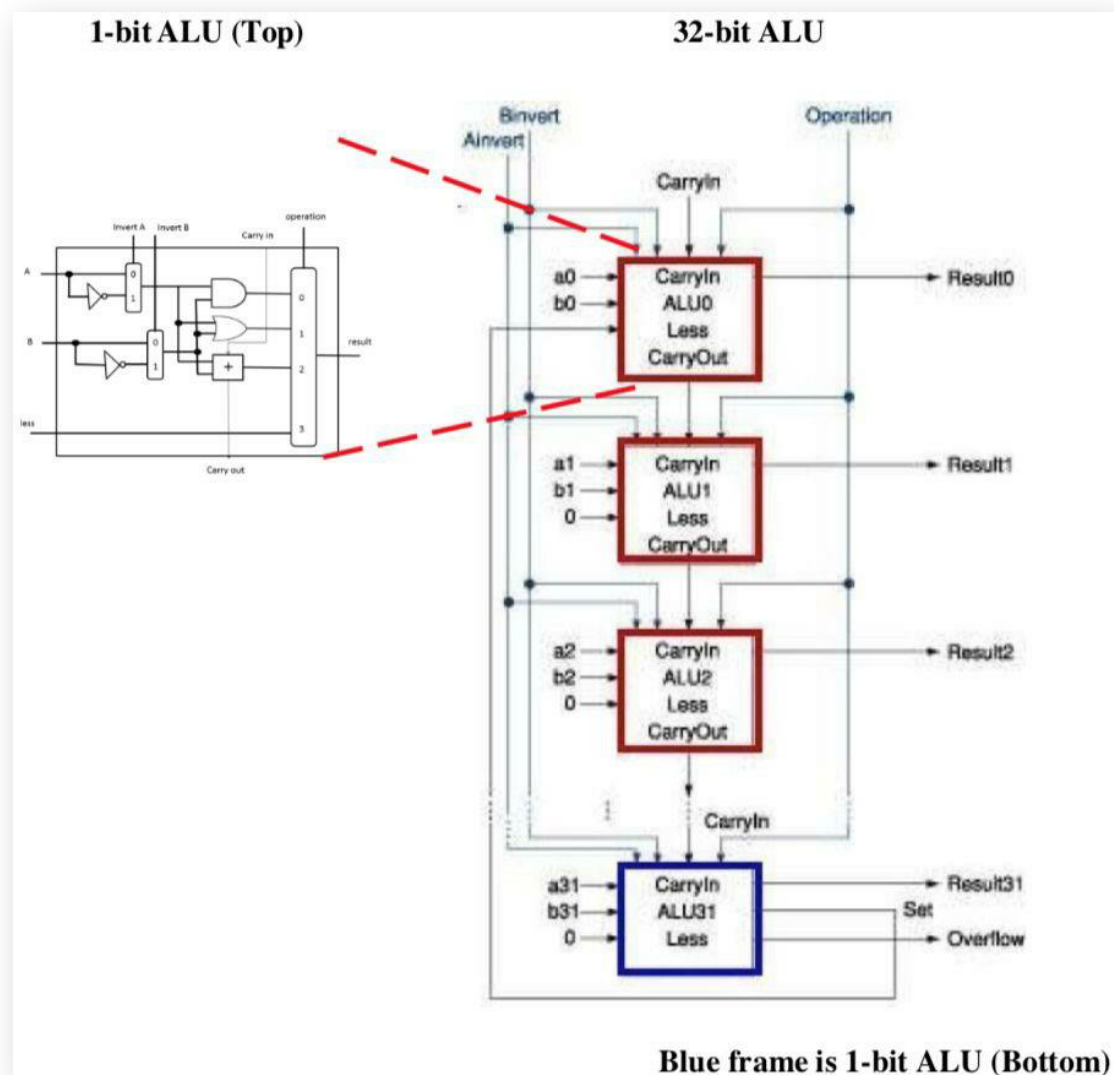 1-bit ALU (Top)
32-bit ALU
Binvert
Ainvert
Operation
CarryIn
operation
Invert A
Invert B
Carry in
A
0
1
B
0
1
0
1
+
2
3
result
less
Carry out
a0
b0
CarryIn
ALU0
Less
CarryOut
Result0
a1
b1
0
CarryIn
ALU1
Less
CarryOut
Result1
a2
b2
0
CarryIn
ALU2
Less
CarryOut
Result2
CarryIn
a31
b31
0
CarryIn
ALU31
Less
Result31
Set
Overflow
Blue frame is 1-bit ALU (Bottom)